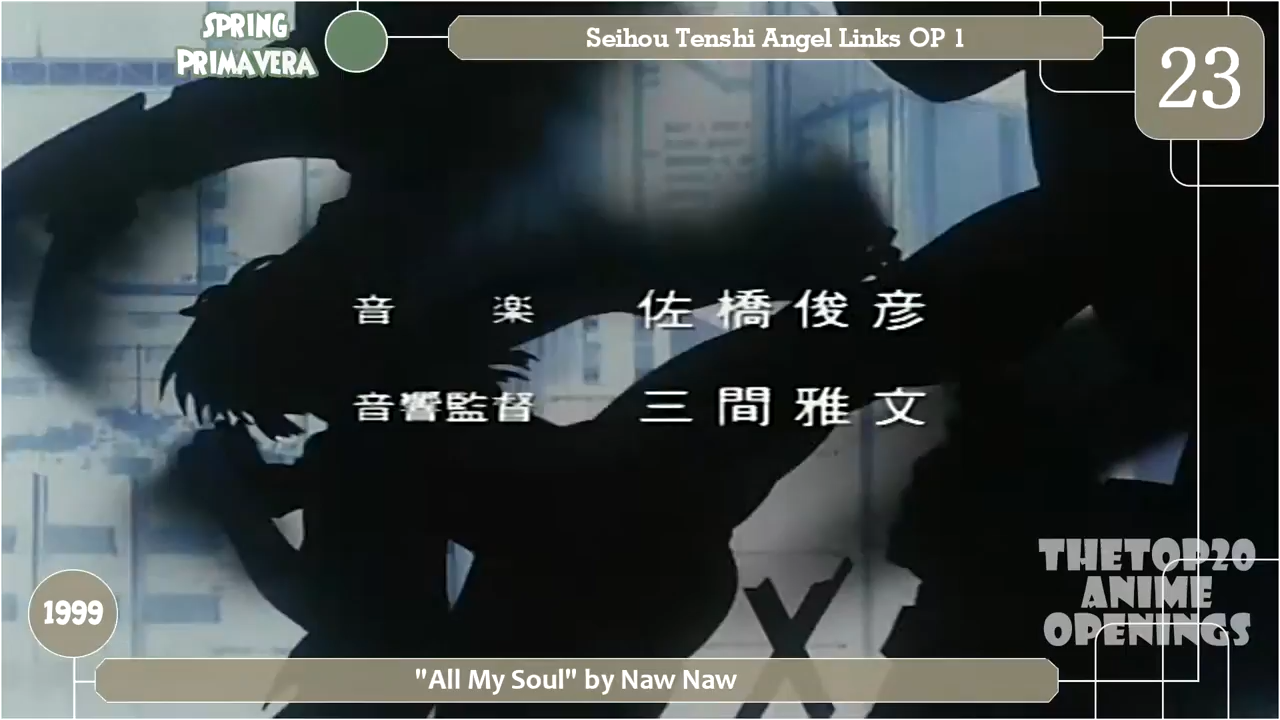 SPRING
PRIMAVERA
Seihou Tenshi Angel Links OP 1
23
音楽 佐橋俊彦
音響監督 三間雅文
THETOP20
ANIME
OPENINGS
1999
"All My Soul" by Naw Naw